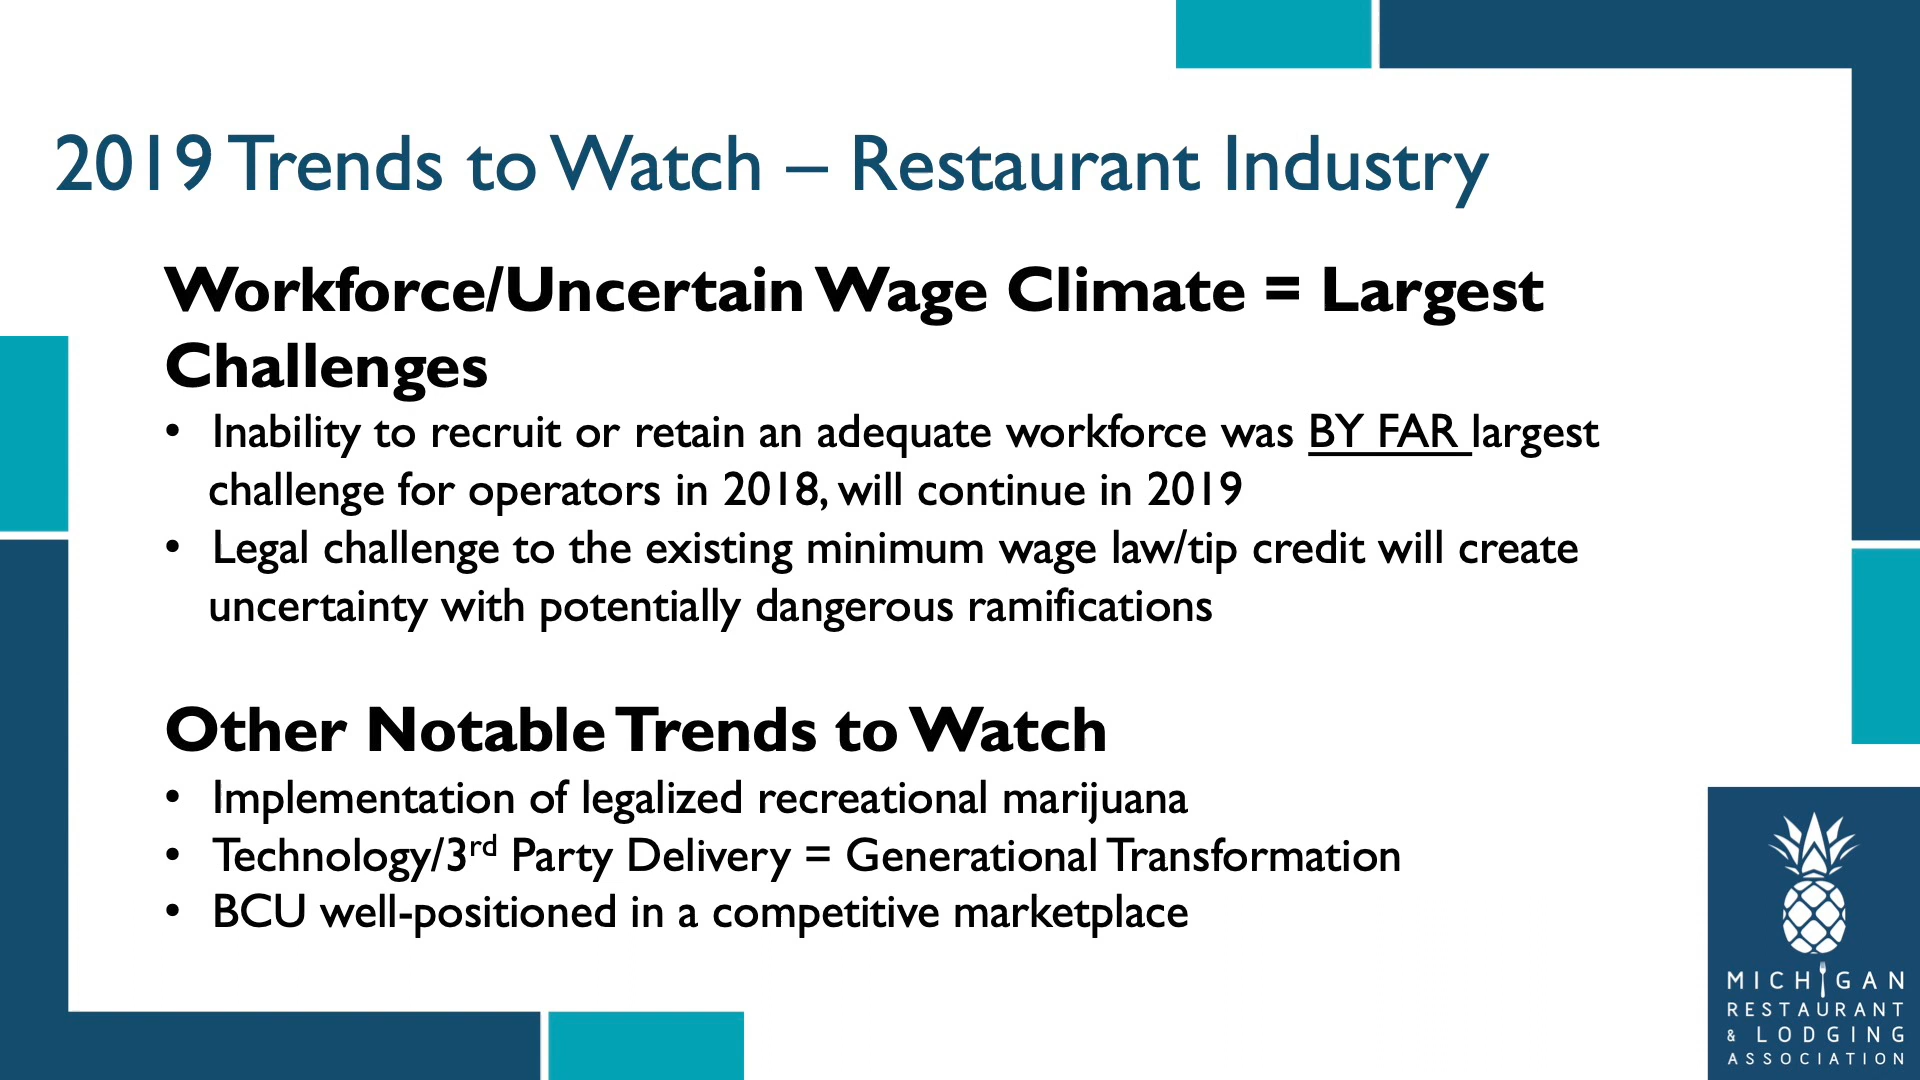 2019 Trends to Watch – Restaurant Industry
Workforce/Uncertain Wage Climate = Largest
Challenges
• Inability to recruit or retain an adequate workforce was BY FAR largest
challenge for operators in 2018, will continue in 2019
• Legal challenge to the existing minimum wage law/tip credit will create
uncertainty with potentially dangerous ramifications
Other Notable Trends to Watch
• Implementation of legalized recreational marijuana
• Technology/3rd Party Delivery = Generational Transformation
• BCU well-positioned in a competitive marketplace
MICHIGAN
RESTAURANT
& LODGING
ASSOCIATION